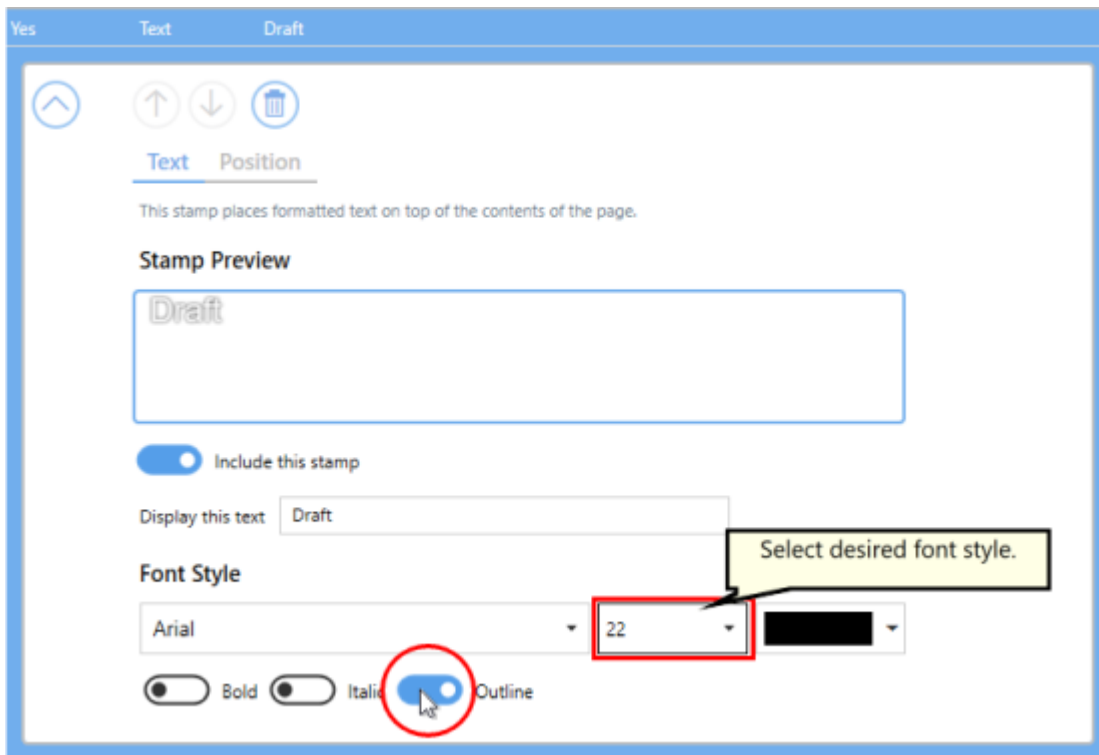 Yes Text Draft
Text Position
This stamp places formatted text on top of the contents of the page.
Stamp Preview
Draft
Include this stamp
Display this text Draft
Select desired font style.
Font Style
Arial 22
Bold Italic Outline